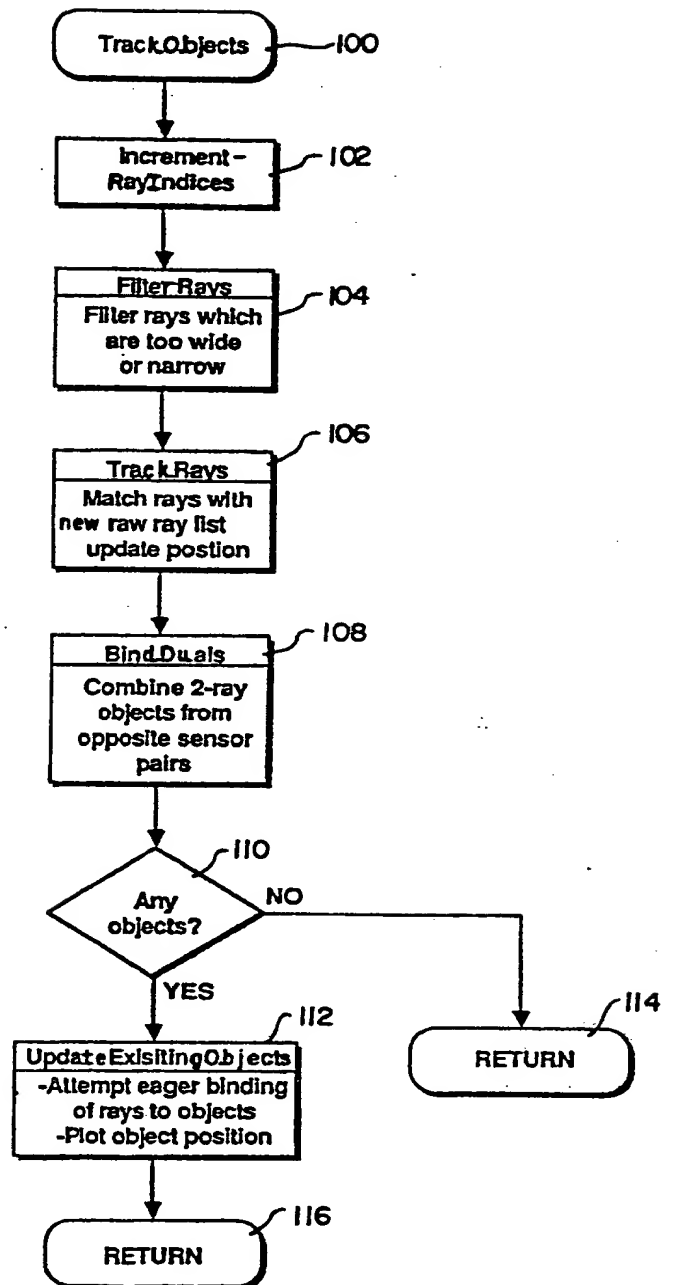 TrackObjects
100
Increment-
RayIndices
102
FilterRays
104
Filter rays which
are too wide
or narrow
106
TrackRays
Match rays with
new raw ray list
update postion
108
BindDuals
Combine 2-ray
objects from
opposite sensor
pairs
110
Any
objects?
NO
YES
112
114
UpdateExisitingObjects
RETURN
-Attempt eager binding
of rays to objects
-Plot object position
116
RETURN